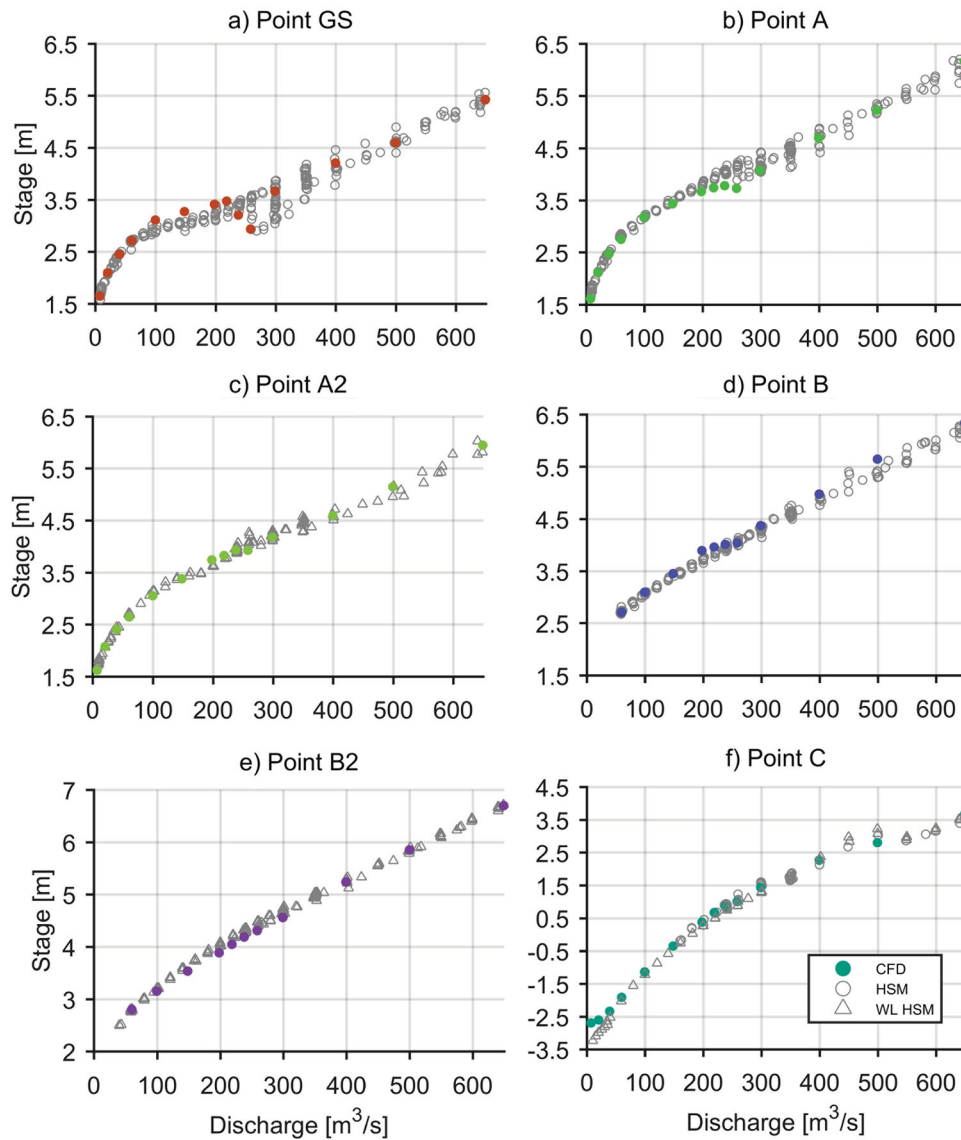 a) Point GS
b) Point A
6.5
5.5
4.5
3.5
2.5
1.5
Stage [m]
0 100 200 300 400 500 600
6.5
5.5
4.5
3.5
2.5
1.5
0 100 200 300 400 500 600
c) Point A2
d) Point B
6.5
5.5
4.5
3.5
2.5
1.5
Stage [m]
0 100 200 300 400 500 600
6.5
5.5
4.5
3.5
2.5
1.5
0 100 200 300 400 500 600
e) Point B2
f) Point C
7
6
5
4
3
2
Stage [m]
0 100 200 300 400 500 600
Discharge [m³/s]
4.5
3.5
2.5
1.5
0.5
-0.5
-1.5
-2.5
-3.5
CFD
HSM
WL HSM
0 100 200 300 400 500 600
Discharge [m³/s]